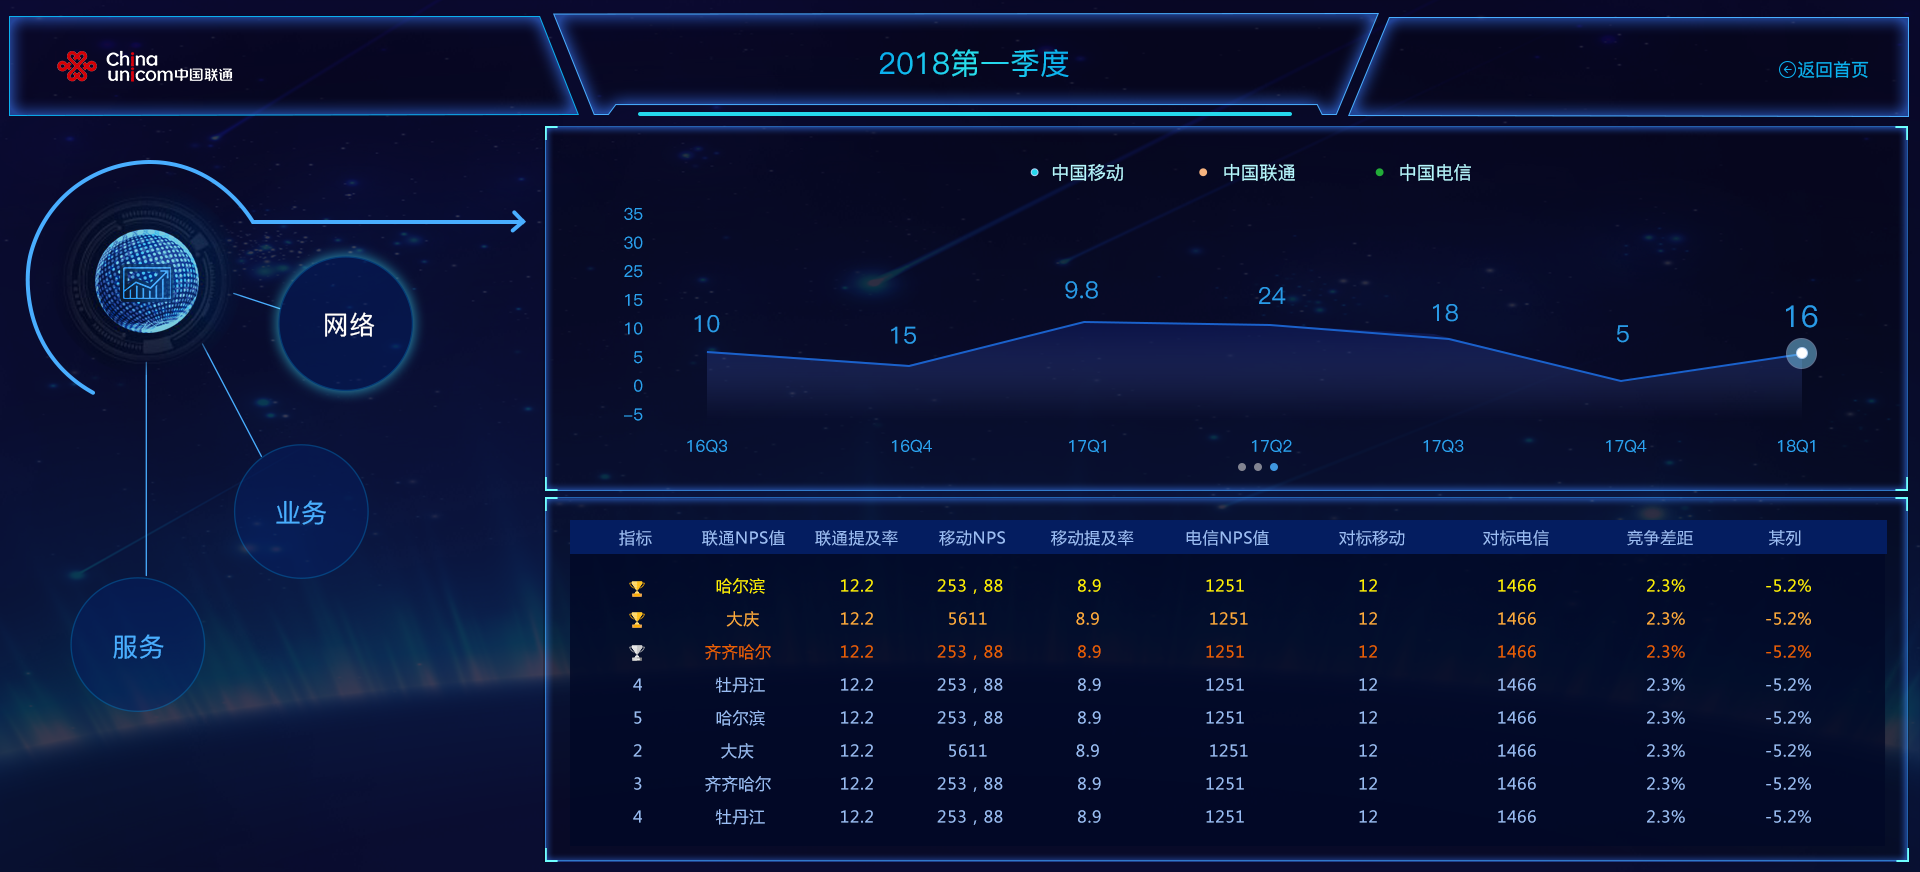 China
unicom中国联通
2018第一季度
返回首页
网络
业务
服务
中国移动 中国联通 中国电信
35
30
25
15
10
5
0
-5
10 15 9.8 24 18 5 16
16Q3 16Q4 17Q1 17Q2 17Q3 17Q4 18Q1
指标 联通NPS值 联通提及率 移动NPS 移动提及率 电信NPS值 对标移动 对标电信 竞争差距 某列
哈尔滨 12.2 253，88 8.9 1251 12 1466 2.3% -5.2%
大庆 12.2 5611 8.9 1251 12 1466 2.3% -5.2%
齐齐哈尔 12.2 253，88 8.9 1251 12 1466 2.3% -5.2%
4 牡丹江 12.2 253，88 8.9 1251 12 1466 2.3% -5.2%
5 哈尔滨 12.2 253，88 8.9 1251 12 1466 2.3% -5.2%
2 大庆 12.2 5611 8.9 1251 12 1466 2.3% -5.2%
3 齐齐哈尔 12.2 253，88 8.9 1251 12 1466 2.3% -5.2%
4 牡丹江 12.2 253，88 8.9 1251 12 1466 2.3% -5.2%